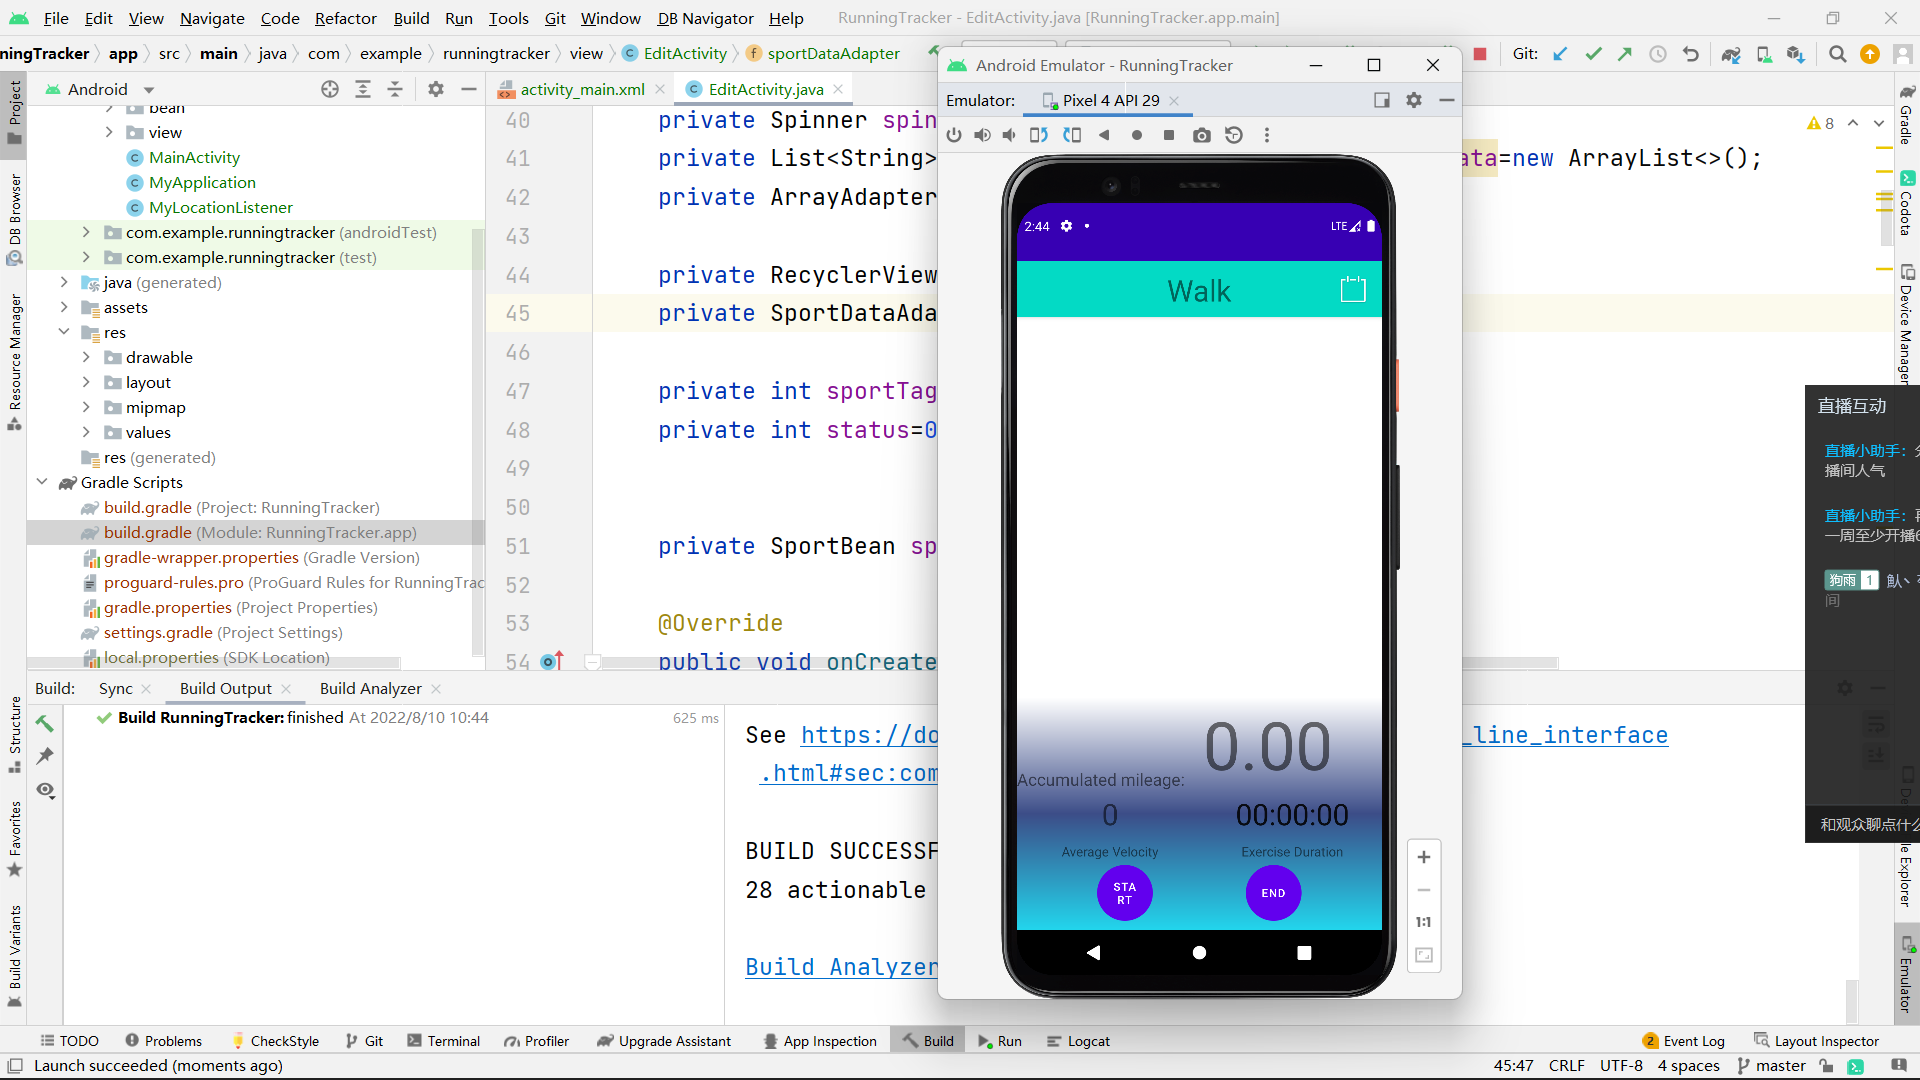 File Edit View Navigate Code Refactor Build Run Tools Git Window DB Navigator Help RunningTracker - EditActivity.java [RunningTracker.app.main]
ningTracker app src main java com example runningtracker view EditActivity sportDataAdapter Git:
Android
activity_main.xml EditActivity.java
bean
view
MainActivity
MyApplication
MyLocationListener
com.example.runningtracker (androidTest)
com.example.runningtracker (test)
java (generated)
assets
res
drawable
layout
mipmap
values
res (generated)
Gradle Scripts
build.gradle (Project: RunningTracker)
build.gradle (Module: RunningTracker.app)
gradle-wrapper.properties (Gradle Version)
proguard-rules.pro (ProGuard Rules for RunningTrac
gradle.properties (Project Properties)
settings.gradle (Project Settings)
local.properties (SDK Location)
Project
DB Browser
Resource Manager
Structure
Favorites
Build Variants
40 private Spinner spin
41 private List<String> ata=new ArrayList<>();
42 private ArrayAdapter
43
44 private RecyclerView
45 private SportDataAda
46
47 private int sportTag
48 private int status=0
49
50
51 private SportBean sp
52
53 @Override
54 public void onCreate
8
Android Emulator - RunningTracker
Emulator: Pixel 4 API 29
2:44 LTE
Walk
0.00
Accumulated mileage:
0 00:00:00
Average Velocity Exercise Duration
STA
RT
END
1:1
Gradle
Codota
Device Manager
Emulator
直播互动
直播小助手：
播间人气
直播小助手：
一周至少开播
狗雨 1
间
和观众聊点什么
Build: Sync Build Output Build Analyzer
Build RunningTracker: finished At 2022/8/10 10:44 625 ms
See https://do _line_interface
.html#sec:com
BUILD SUCCESSF
28 actionable
Build Analyzer
TODO Problems CheckStyle Git Terminal Profiler Upgrade Assistant App Inspection Build Run Logcat 2 Event Log Layout Inspector
Launch succeeded (moments ago) 45:47 CRLF UTF-8 4 spaces master